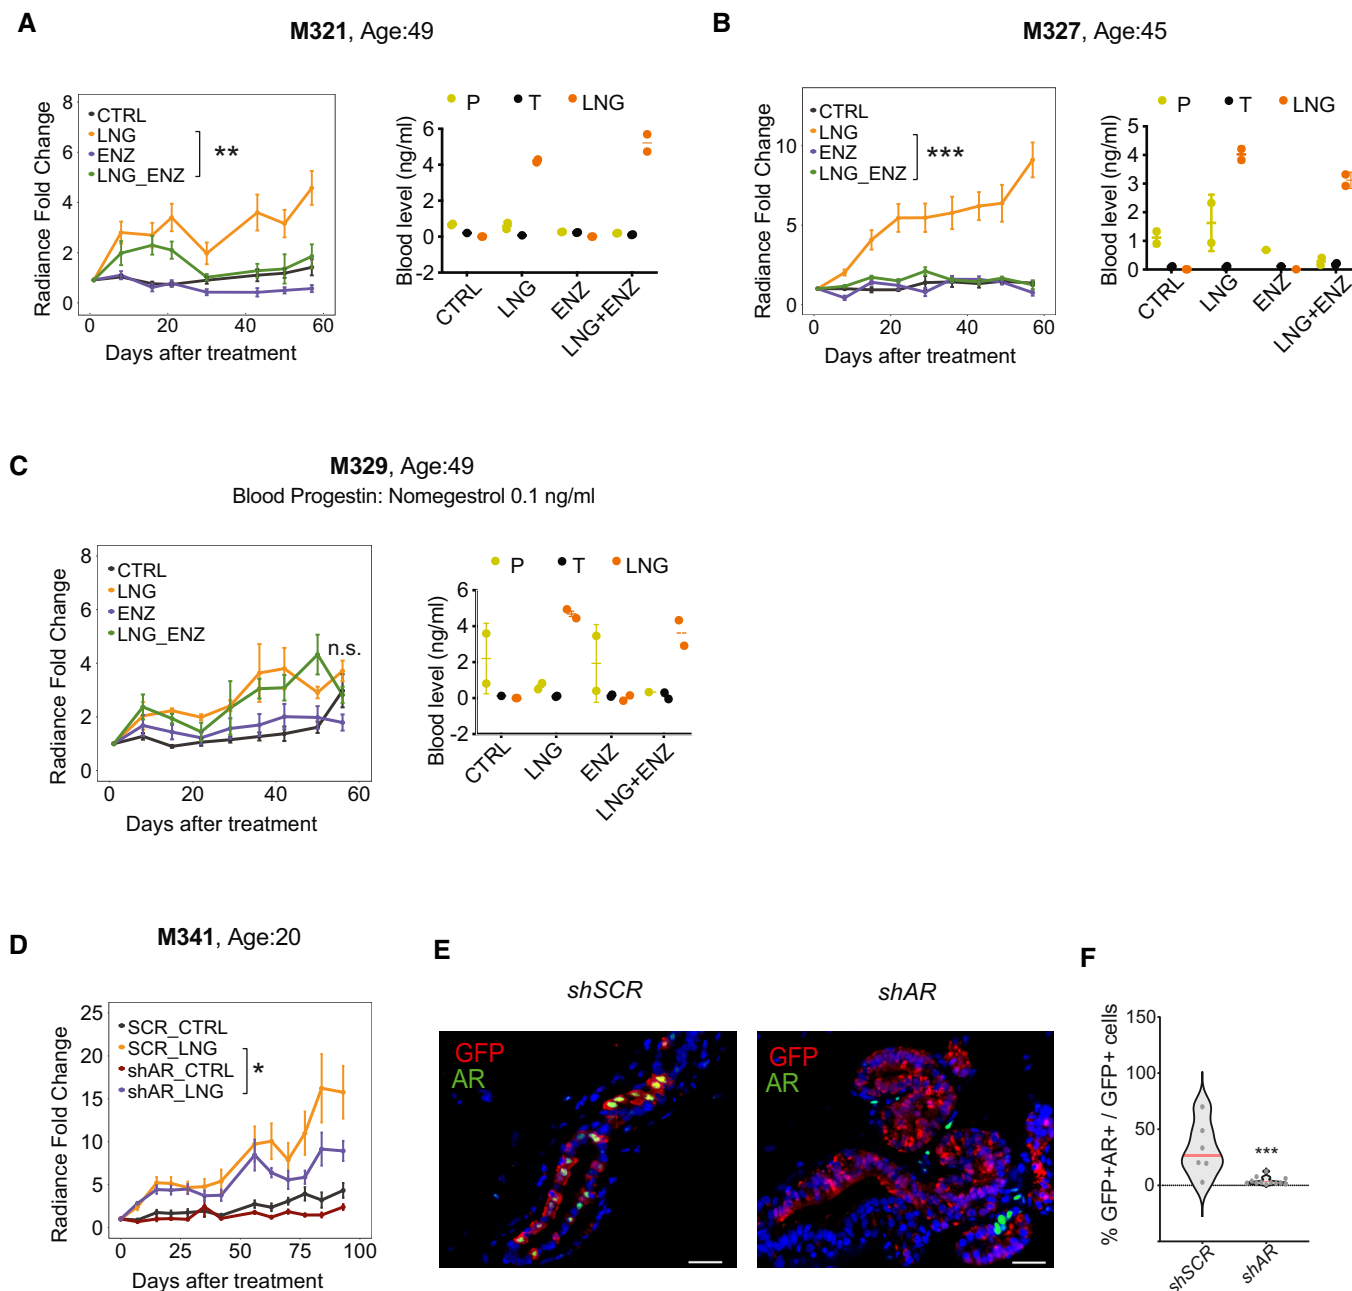 A
M321, Age:49
Radiance Fold Change
8
6
4
2
0
CTRL
LNG
ENZ
LNG_ENZ
**
0
20
40
60
Days after treatment
P
T
LNG
Blood level (ng/ml)
6
4
2
0
-2
CTRL
LNG
ENZ
LNG+ENZ
B
M327, Age:45
Radiance Fold Change
10
5
0
CTRL
LNG
ENZ
LNG_ENZ
***
0
20
40
60
Days after treatment
P
T
LNG
Blood level (ng/ml)
5
4
3
2
1
0
CTRL
LNG
ENZ
LNG+ENZ
C
M329, Age:49
Blood Progestin: Nomegestrol 0.1 ng/ml
Radiance Fold Change
8
6
4
2
0
CTRL
LNG
ENZ
LNG_ENZ
n.s.
0
20
40
60
Days after treatment
P
T
LNG
Blood level (ng/ml)
6
4
2
0
-2
CTRL
LNG
ENZ
LNG+ENZ
D
M341, Age:20
Radiance Fold Change
25
20
15
10
5
0
SCR_CTRL
SCR_LNG
shAR_CTRL
shAR_LNG
*
0
25
50
75
100
Days after treatment
E
shSCR
GFP
AR
shAR
GFP
AR
F
% GFP+AR+ / GFP+ cells
150
100
50
0
***
shSCR
shAR